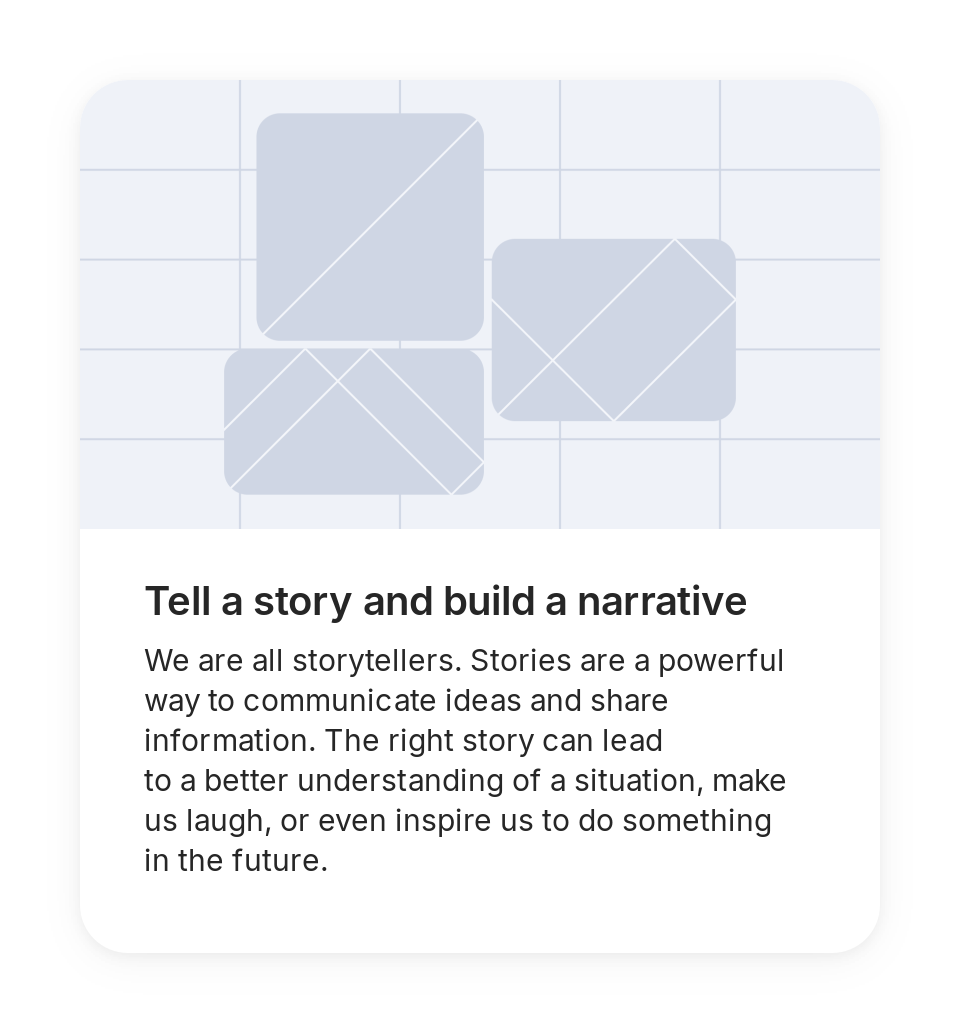 Tell a story and build a narrative
We are all storytellers. Stories are a powerful
way to communicate ideas and share
information. The right story can lead
to a better understanding of a situation, make
us laugh, or even inspire us to do something
in the future.